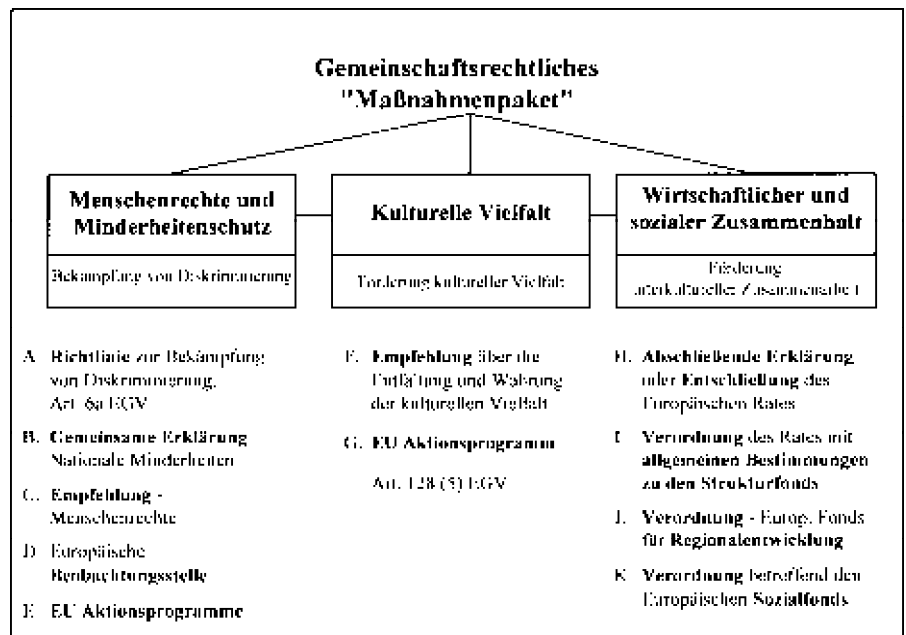 Gemeinschaftsrechtliches
"Maßnahmenpaket"
Menschenrechte und
Minderheitenschutz
Bekämpfung von Diskriminierung
Kulturelle Vielfalt
Förderung kultureller Vielfalt
Wirtschaftlicher und
sozialer Zusammenhalt
Förderung
interkultureller Zusammenarbeit
A. Richtlinie zur Bekämpfung
von Diskriminierung,
Art. 6a EGV
B. Gemeinsame Erklärung
Nationale Minderheiten
C. Empfehlung -
Menschenrechte
D. Europäische
Beobachtungsstelle
E. EU Aktionsprogramme
F. Empfehlung über die
Entfaltung und Wahrung
der kulturellen Vielfalt
G. EU Aktionsprogramm
Art. 128 (5) EGV
H. Abschließende Erklärung
oder Entschließung des
Europäischen Rates
I. Verordnung des Rates mit
allgemeinen Bestimmungen
zu den Strukturfonds
J. Verordnung - Europ. Fonds
für Regionalentwicklung
K. Verordnung betreffend den
Europäischen Sozialfonds